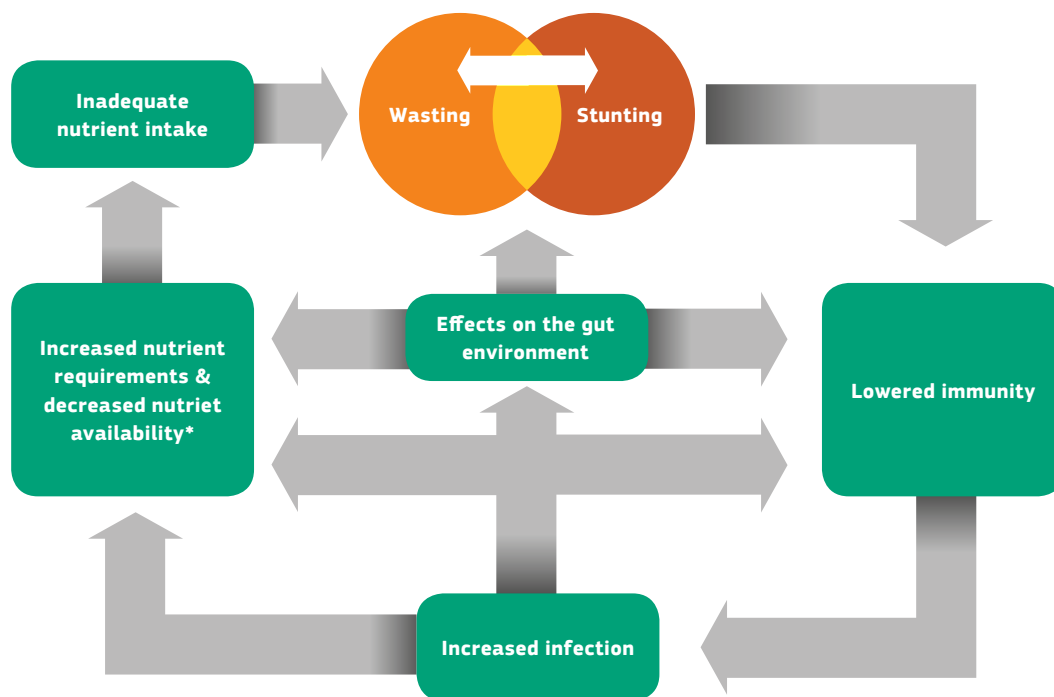 Inadequate
nutrient intake
Wasting
Stunting
Increased nutrient
requirements &
decreased nutriet
availability*
Effects on the gut
environment
Lowered immunity
Increased infection